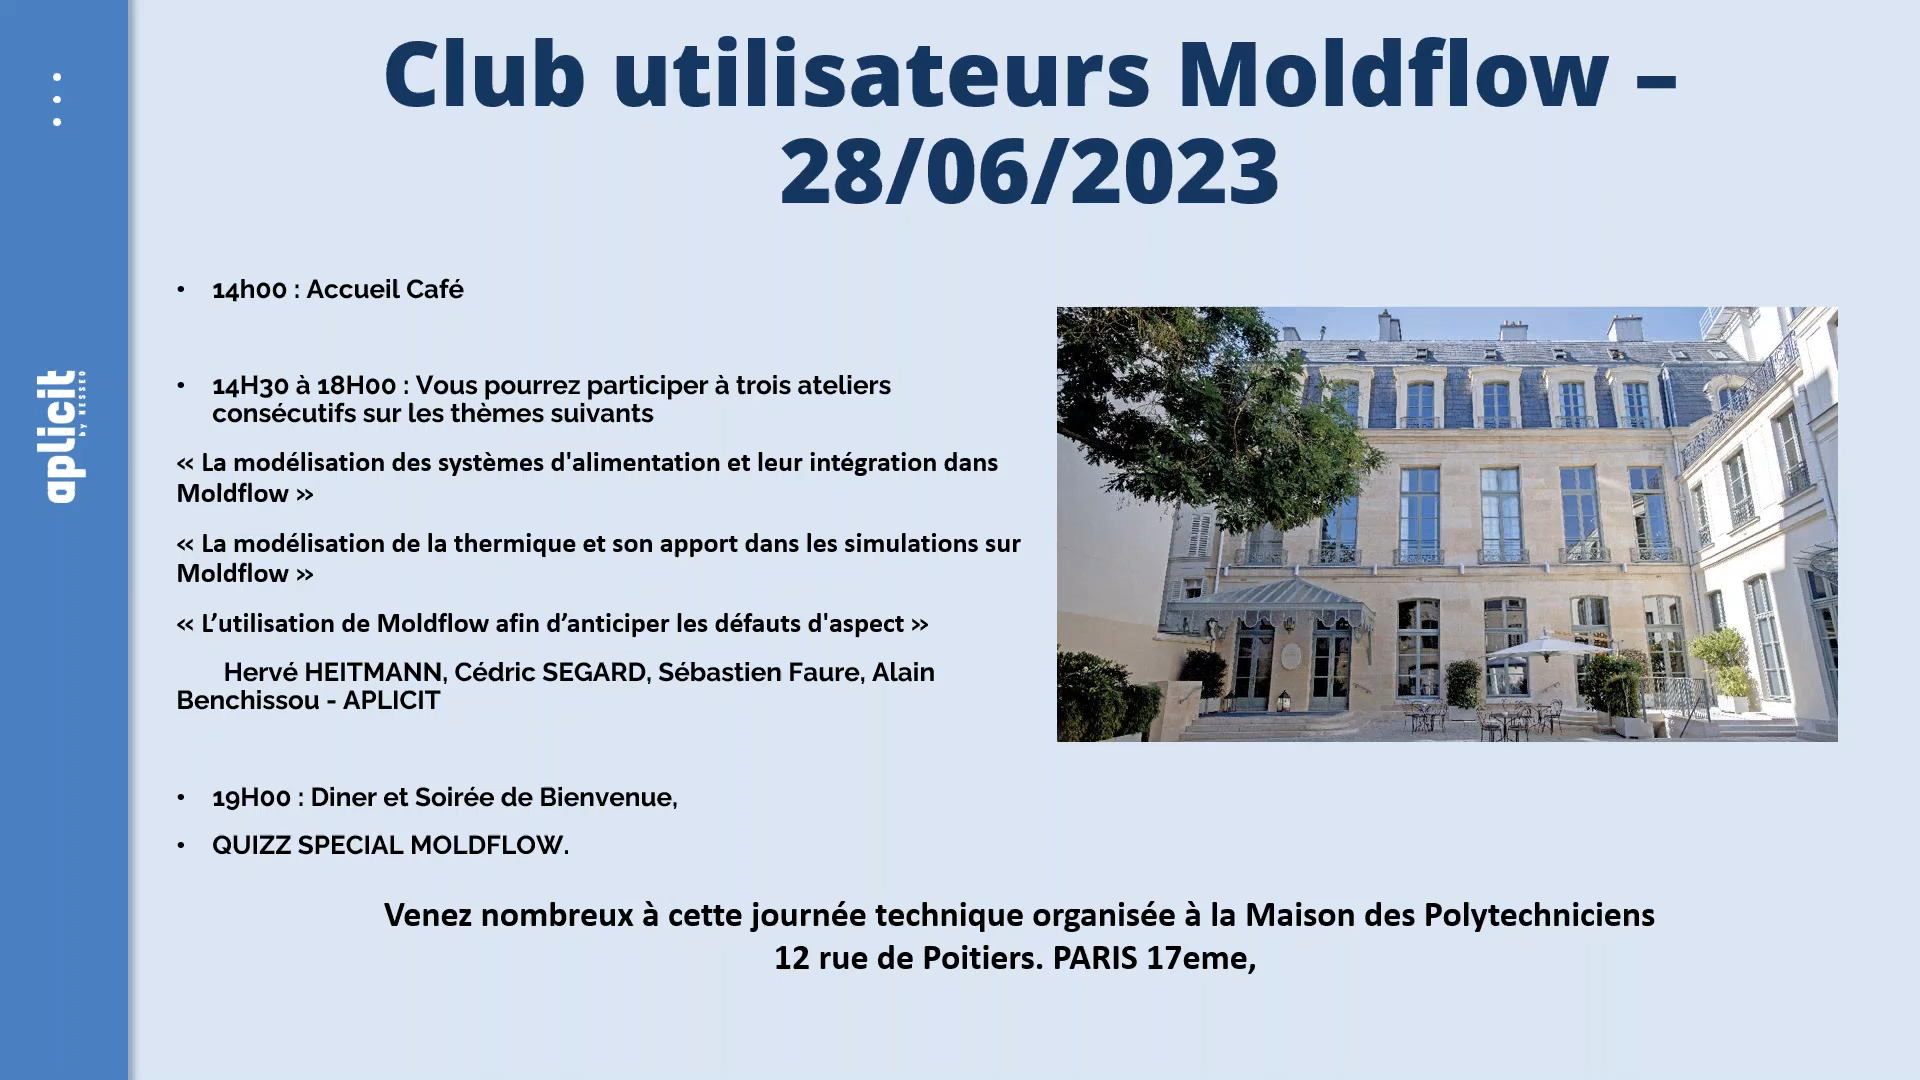 Club utilisateurs Moldflow –
28/06/2023
• 14h00 : Accueil Café
• 14H30 à 18H00 : Vous pourrez participer à trois ateliers
consécutifs sur les thèmes suivants
« La modélisation des systèmes d'alimentation et leur intégration dans
Moldflow »
« La modélisation de la thermique et son apport dans les simulations sur
Moldflow »
« L’utilisation de Moldflow afin d’anticiper les défauts d'aspect »
Hervé HEITMANN, Cédric SEGARD, Sébastien Faure, Alain
Benchissou - APLICIT
• 19H00 : Diner et Soirée de Bienvenue,
• QUIZZ SPECIAL MOLDFLOW.
Venez nombreux à cette journée technique organisée à la Maison des Polytechniciens
12 rue de Poitiers. PARIS 17eme,
aplicit
by NESSEO